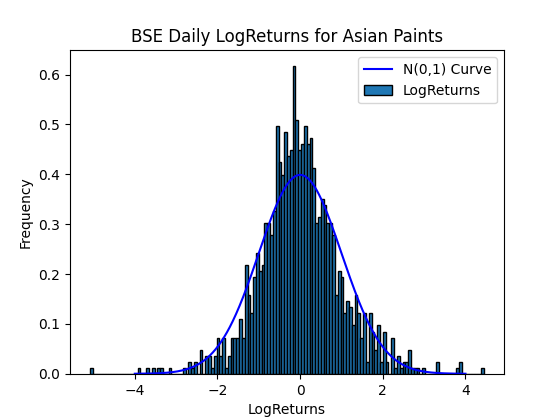 BSE Daily LogReturns for Asian Paints
N(0,1) Curve
LogReturns
Frequency
0.6
0.5
0.4
0.3
0.2
0.1
0.0
−4 −2 0 2 4
LogReturns